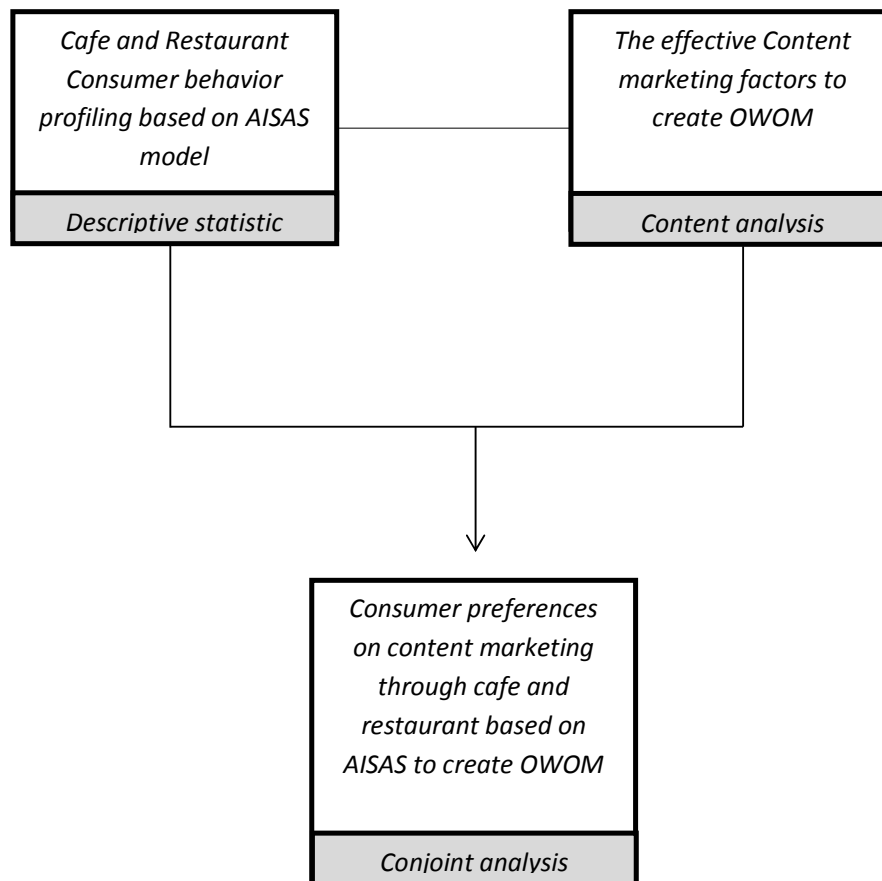 Cafe and Restaurant
Consumer behavior
profiling based on AISAS
model
Descriptive statistic
The effective Content
marketing factors to
create OWOM
Content analysis
Consumer preferences
on content marketing
through cafe and
restaurant based on
AISAS to create OWOM
Conjoint analysis